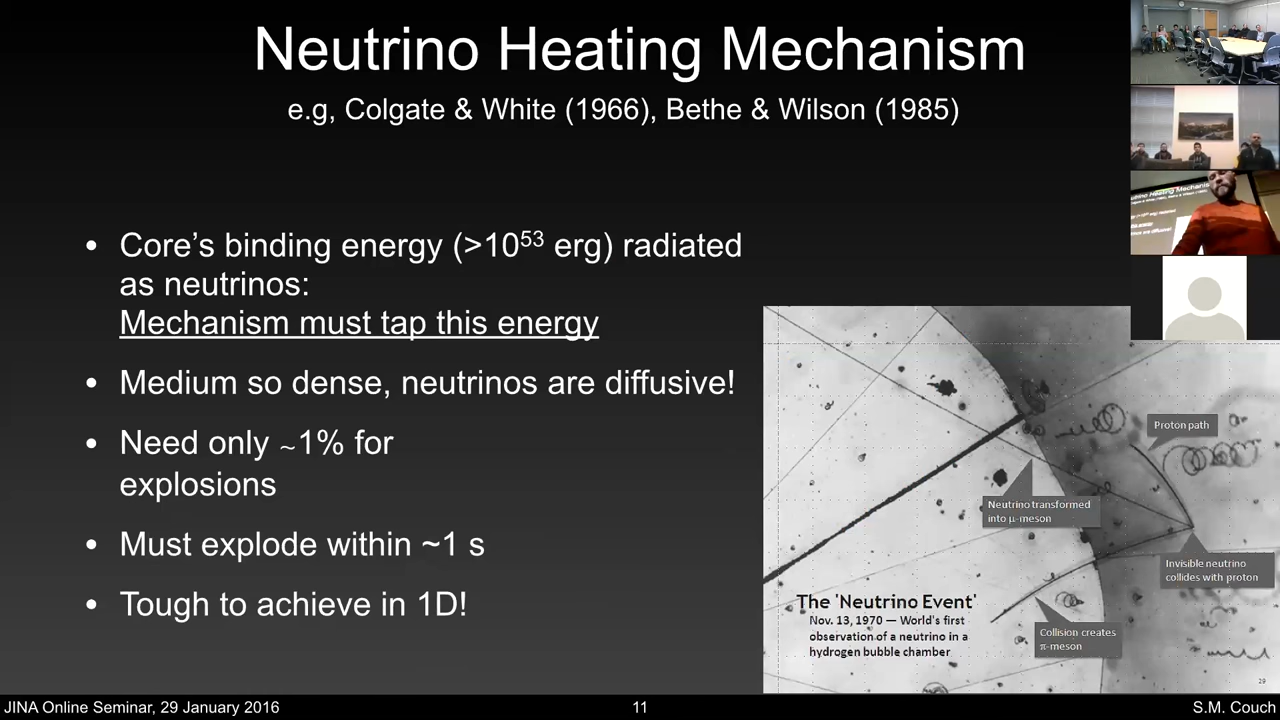 Neutrino Heating Mechanism
e.g, Colgate & White (1966), Bethe & Wilson (1985)
• Core’s binding energy (>10⁵³ erg) radiated
as neutrinos:
Mechanism must tap this energy
• Medium so dense, neutrinos are diffusive!
• Need only ~1% for
explosions
• Must explode within ~1 s
• Tough to achieve in 1D!
Proton path
Neutrino transformed
into μ-meson
Invisible neutrino
collides with proton
Collision creates
π-meson
The 'Neutrino Event'
Nov. 13, 1970 — World's first
observation of a neutrino in a
hydrogen bubble chamber
29
JINA Online Seminar, 29 January 2016
11
S.M. Couch